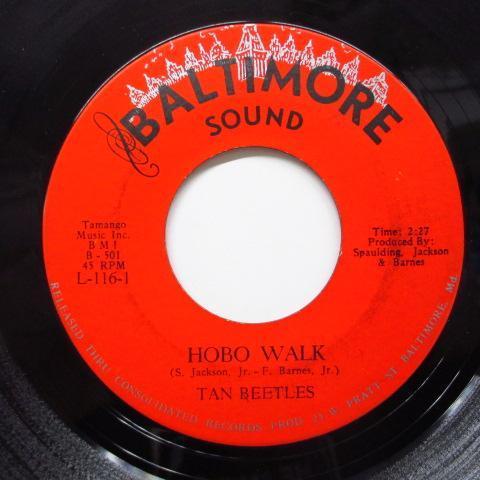 BALTIMORE
SOUND
Tamango
Music Inc.
B M I
B - 501
45 RPM
L-116-1
Time: 2:27
Produced By:
Spaulding, Jackson
& Barnes
HOBO WALK
(S. Jackson, Jr. - F. Barnes, Jr.)
TAN BEETLES
RELEASED THRU CONSOLIDATED RECORDS PROD. 23 W. PRATT ST. BALTIMORE, Md.